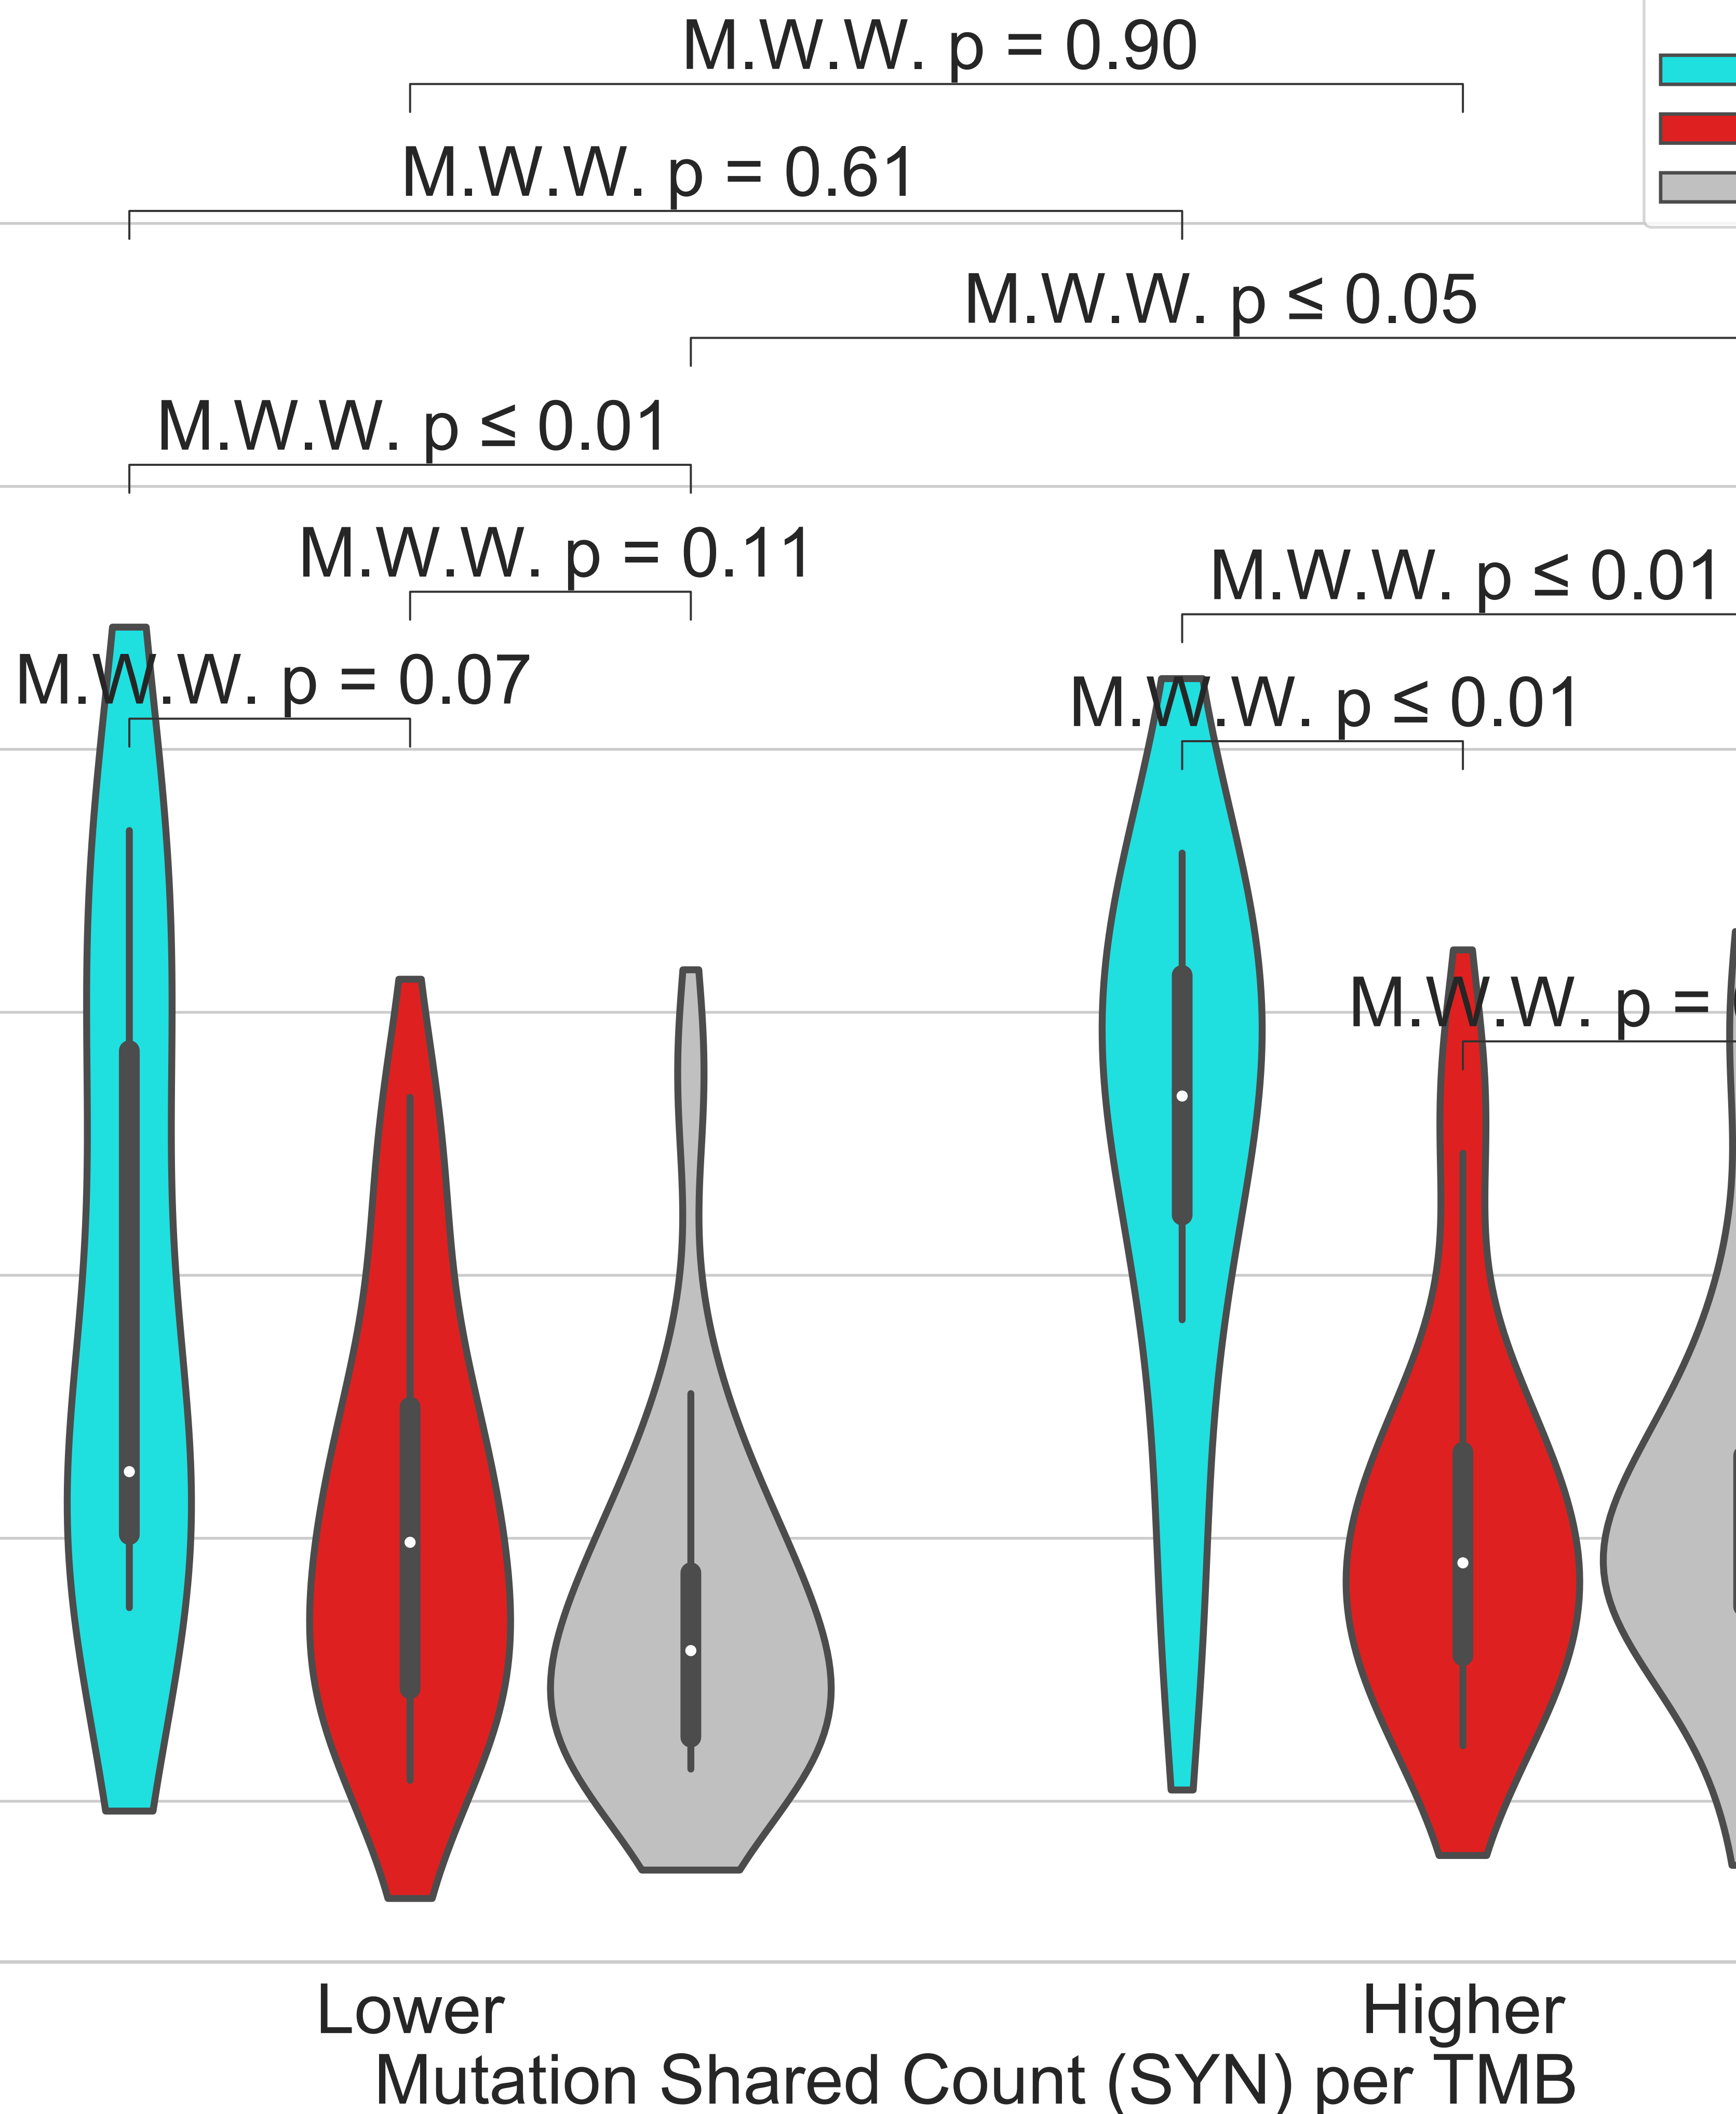 M.W.W. p = 0.90
M.W.W. p = 0.61
M.W.W. p ≤ 0.05
M.W.W. p ≤ 0.01
M.W.W. p = 0.11
M.W.W. p ≤ 0.01
M.W.W. p = 0.07
M.W.W. p ≤ 0.01
M.W.W. p =
Lower
Higher
Mutation Shared Count (SYN) per TMB